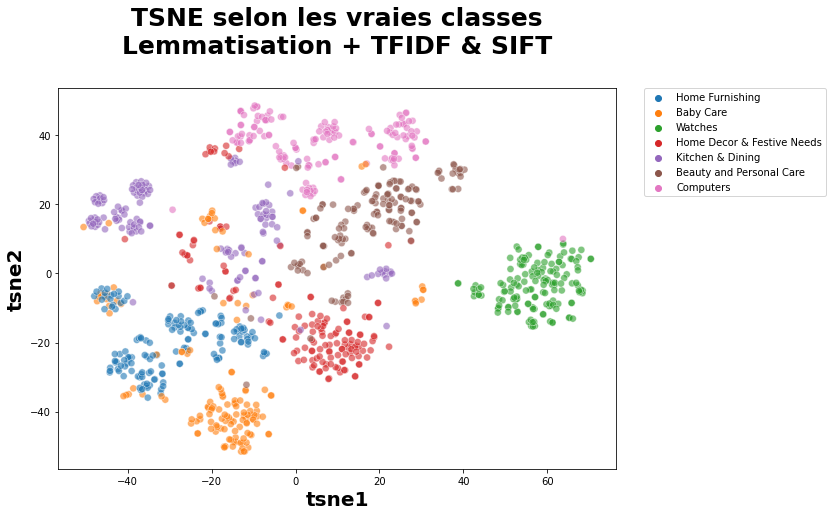 TSNE selon les vraies classes
Lemmatisation + TFIDF & SIFT
Home Furnishing
Baby Care
Watches
Home Decor & Festive Needs
Kitchen & Dining
Beauty and Personal Care
Computers
tsne2
40
20
0
−20
−40
−40
−20
0
20
40
60
tsne1